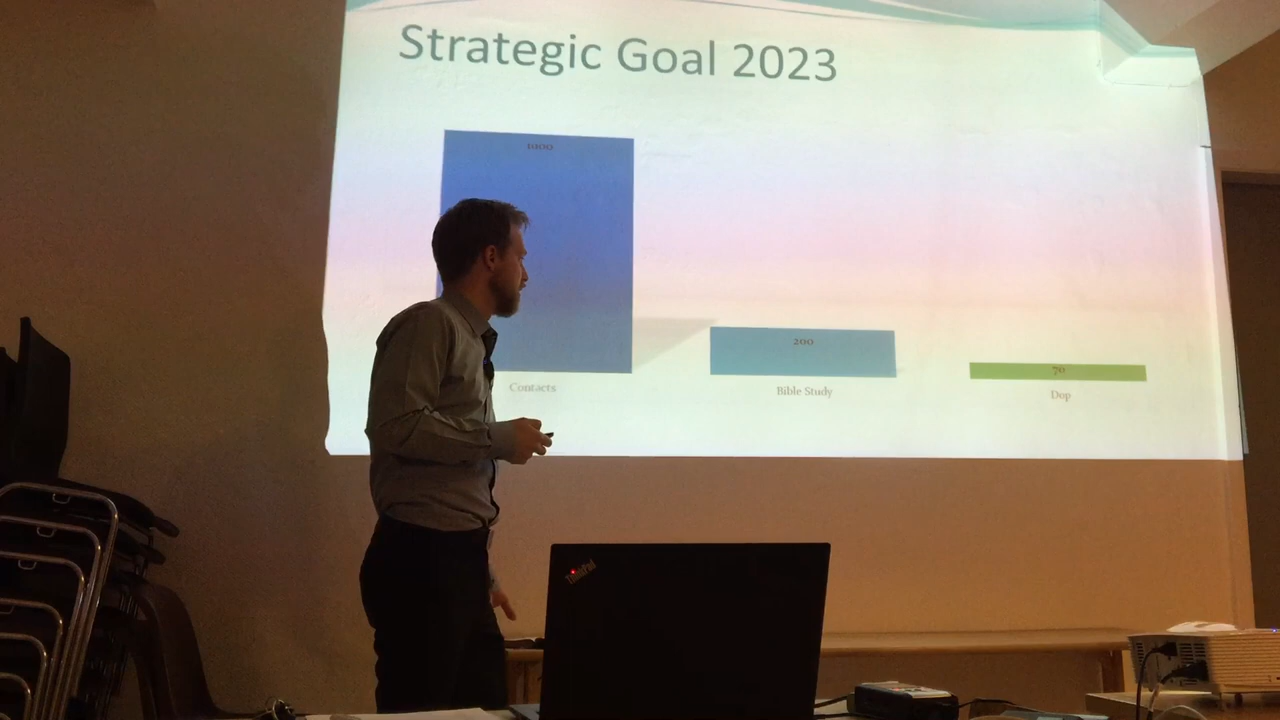 Strategic Goal 2023
1000
200
70
Contacts
Bible Study
Dop
ThinkPad